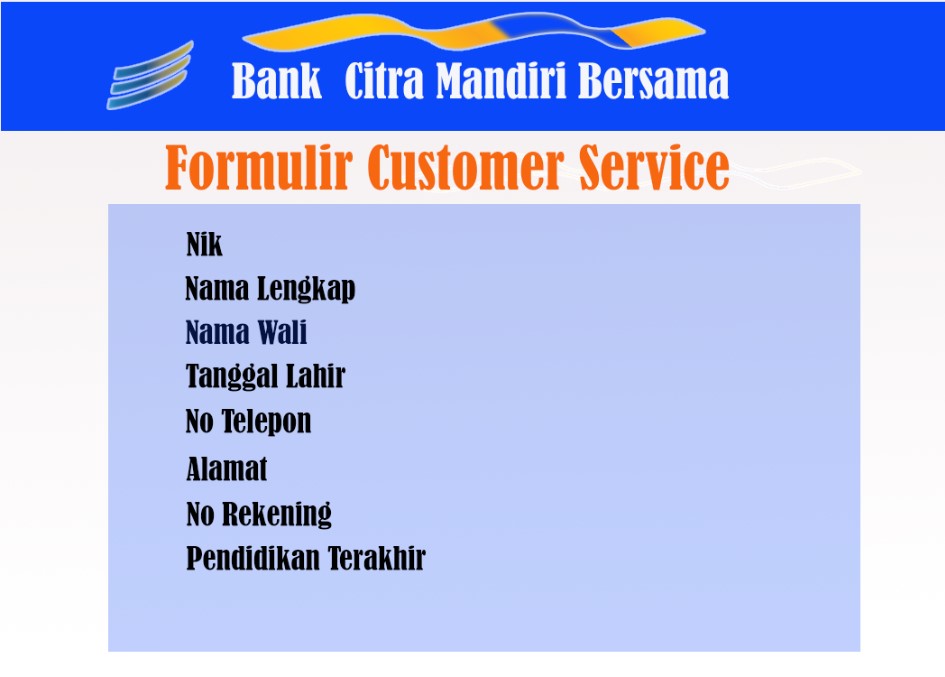 Bank Citra Mandiri Bersama
Formulir Customer Service
Nik
Nama Lengkap
Nama Wali
Tanggal Lahir
No Telepon
Alamat
No Rekening
Pendidikan Terakhir